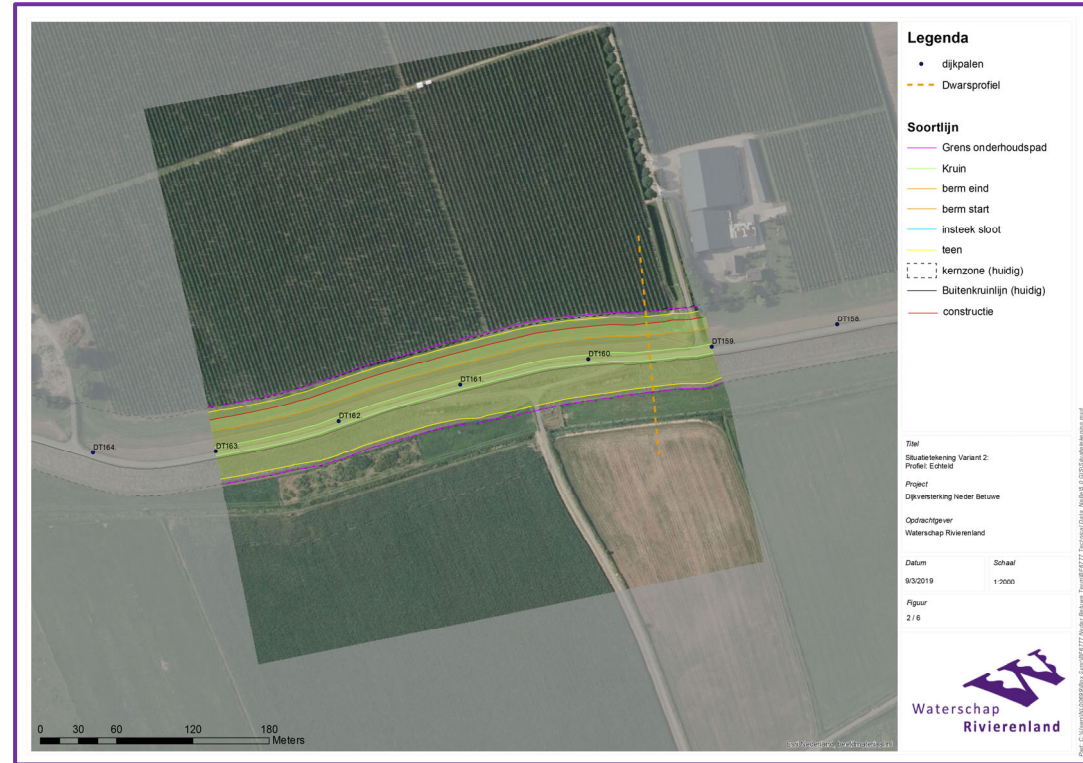 Legenda
dijkpalen
Dwarsprofiel
Soortlijn
Grens onderhoudspad
Kruin
berm eind
berm start
insteek sloot
teen
kernzone (huidig)
Buitenkruinlijn (huidig)
constructie
DT158.
DT159.
DT160.
DT161.
DT162.
DT163.
DT164.
Titel
Situatietekening Variant 2:
Profiel: Echteld
Project
Dijkversterking Neder Betuwe
Opdrachtgever
Waterschap Rivierenland
Datum Schaal
9/3/2019 1:2000
Figuur
2 / 6
Waterschap
Rivierenland
0 30 60 120 180
Meters